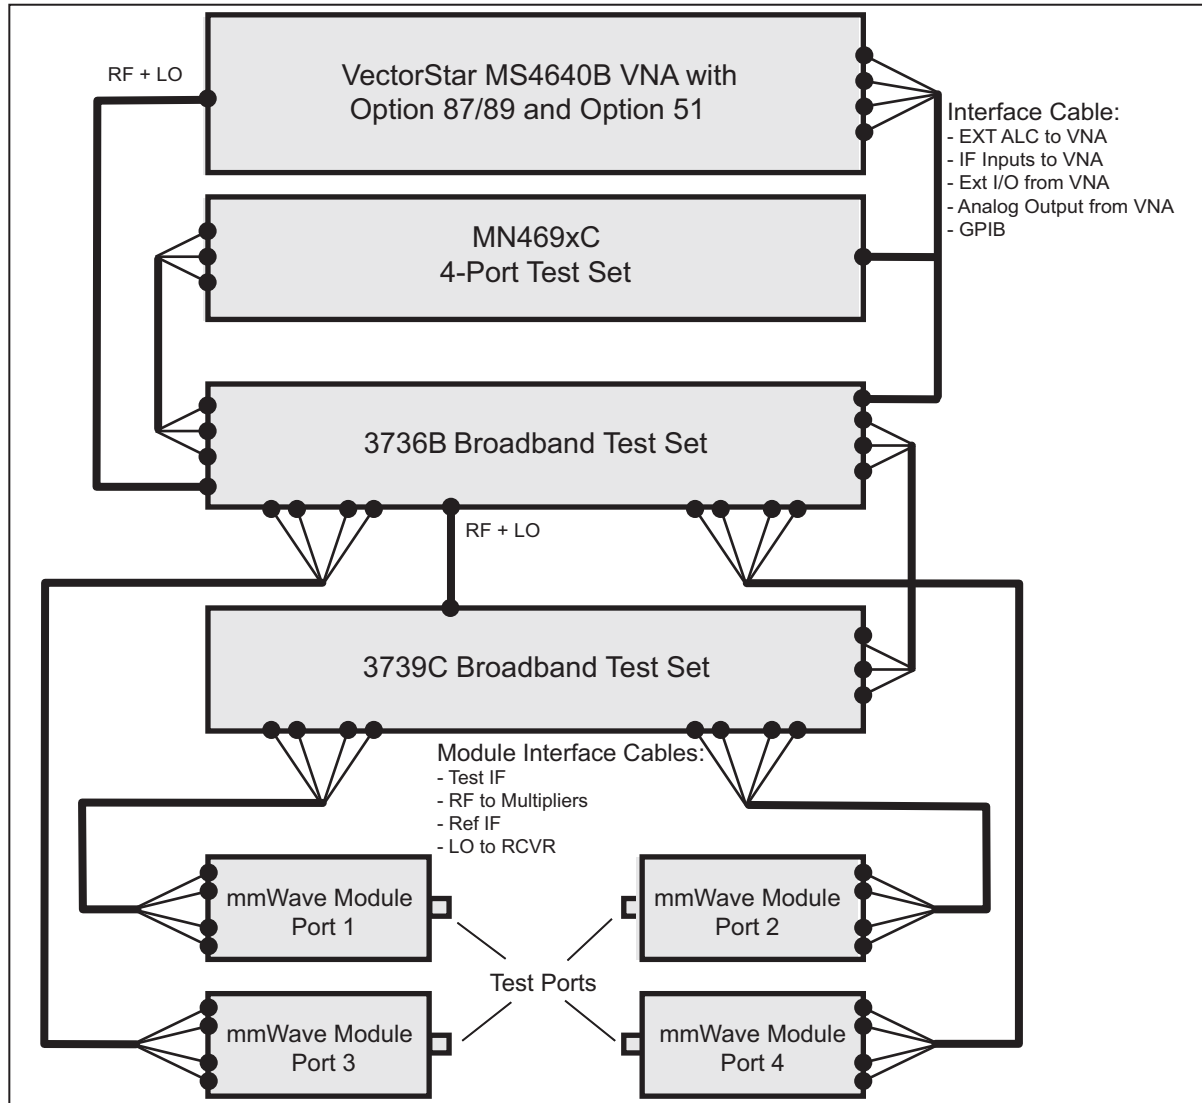 RF + LO
VectorStar MS4640B VNA with
Option 87/89 and Option 51
Interface Cable:
- EXT ALC to VNA
- IF Inputs to VNA
- Ext I/O from VNA
- Analog Output from VNA
- GPIB
MN469xC
4-Port Test Set
3736B Broadband Test Set
RF + LO
3739C Broadband Test Set
Module Interface Cables:
- Test IF
- RF to Multipliers
- Ref IF
- LO to RCVR
mmWave Module
Port 1
mmWave Module
Port 2
Test Ports
mmWave Module
Port 3
mmWave Module
Port 4